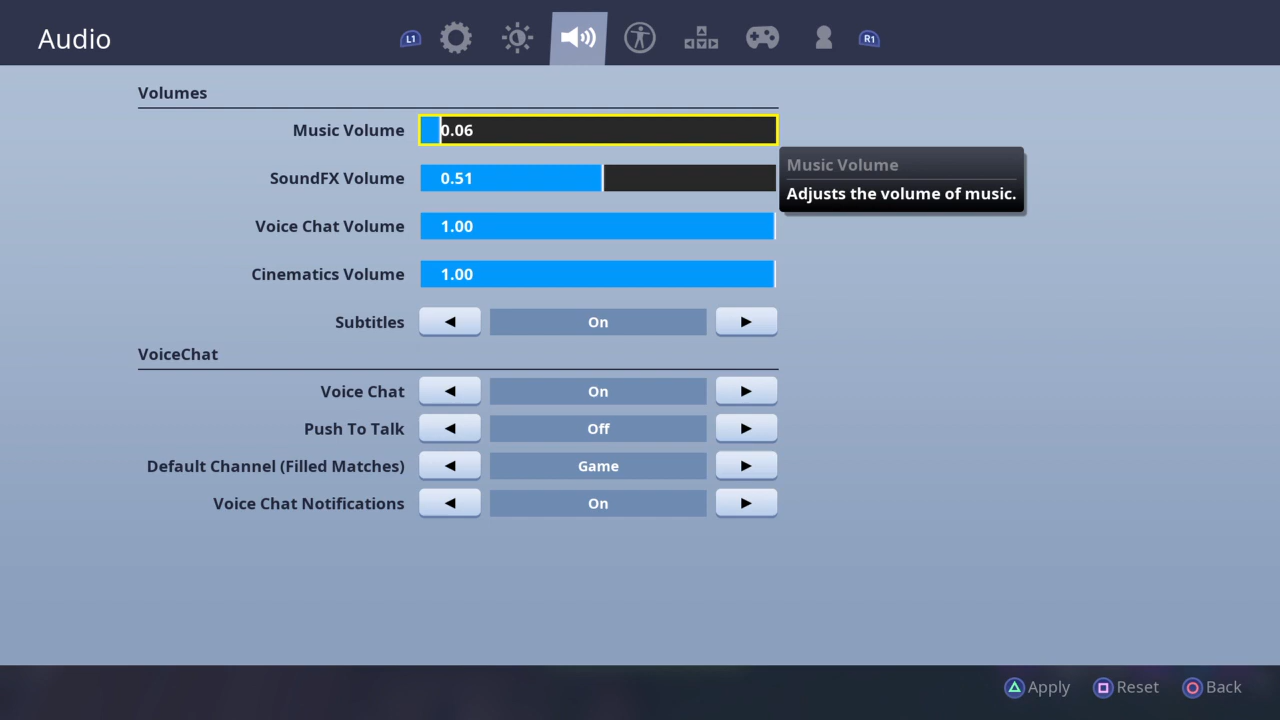 Audio
L1
R1
Volumes
Music Volume
0.06
Music Volume
Adjusts the volume of music.
SoundFX Volume
0.51
Voice Chat Volume
1.00
Cinematics Volume
1.00
Subtitles
On
VoiceChat
Voice Chat
On
Push To Talk
Off
Default Channel (Filled Matches)
Game
Voice Chat Notifications
On
Apply
Reset
Back